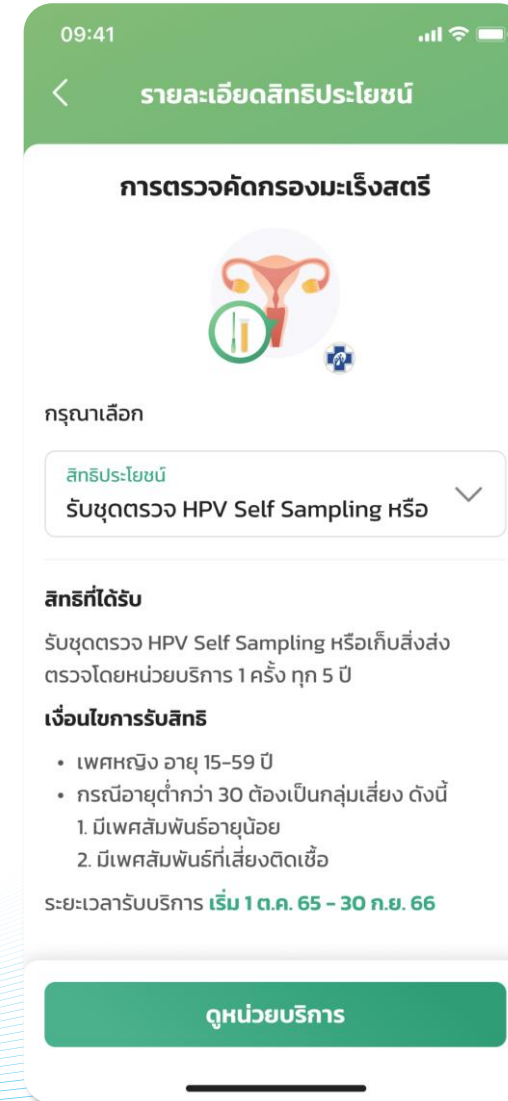 09:41
รายละเอียดสิทธิประโยชน์
การตรวจคัดกรองมะเร็งสตรี
กรุณาเลือก
สิทธิประโยชน์
รับชุดตรวจ HPV Self Sampling หรือ
สิทธิที่ได้รับ
รับชุดตรวจ HPV Self Sampling หรือเก็บสิ่งส่ง
ตรวจโดยหน่วยบริการ 1 ครั้ง ทุก 5 ปี
เงื่อนไขการรับสิทธิ
• เพศหญิง อายุ 15-59 ปี
• กรณีอายุต่ำกว่า 30 ต้องเป็นกลุ่มเสี่ยง ดังนี้
1. มีเพศสัมพันธ์อายุน้อย
2. มีเพศสัมพันธ์ที่เสี่ยงติดเชื้อ
ระยะเวลารับบริการ เริ่ม 1 ต.ค. 65 - 30 ก.ย. 66
ดูหน่วยบริการ